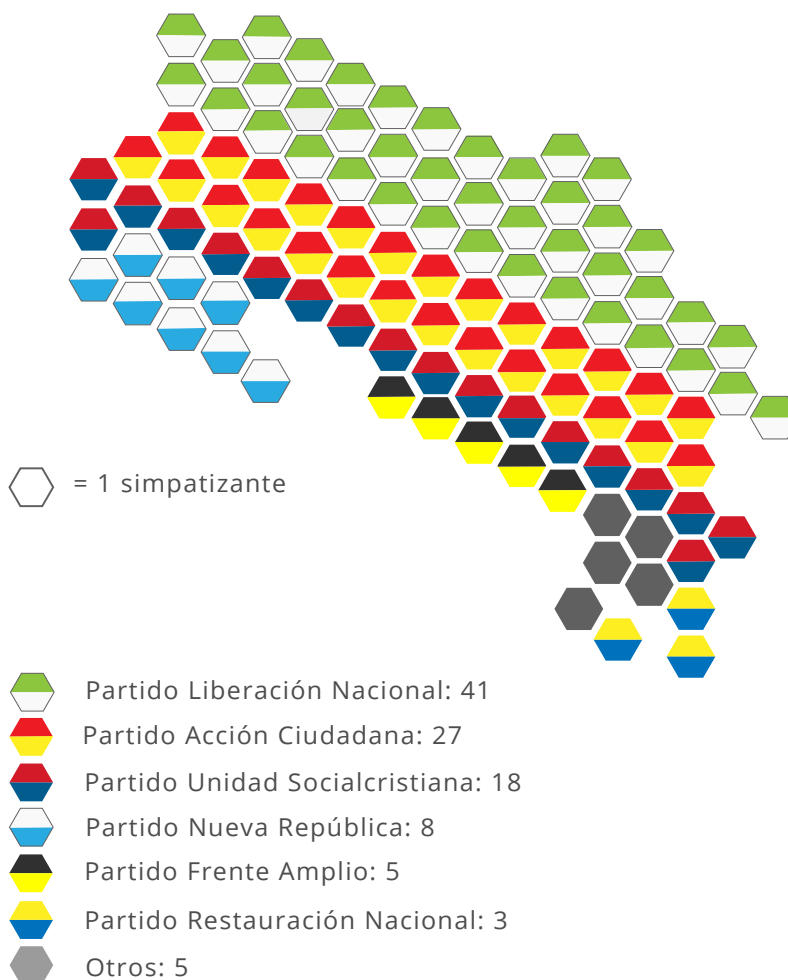 = 1 simpatizante
Partido Liberación Nacional: 41
Partido Acción Ciudadana: 27
Partido Unidad Socialcristiana: 18
Partido Nueva República: 8
Partido Frente Amplio: 5
Partido Restauración Nacional: 3
Otros: 5